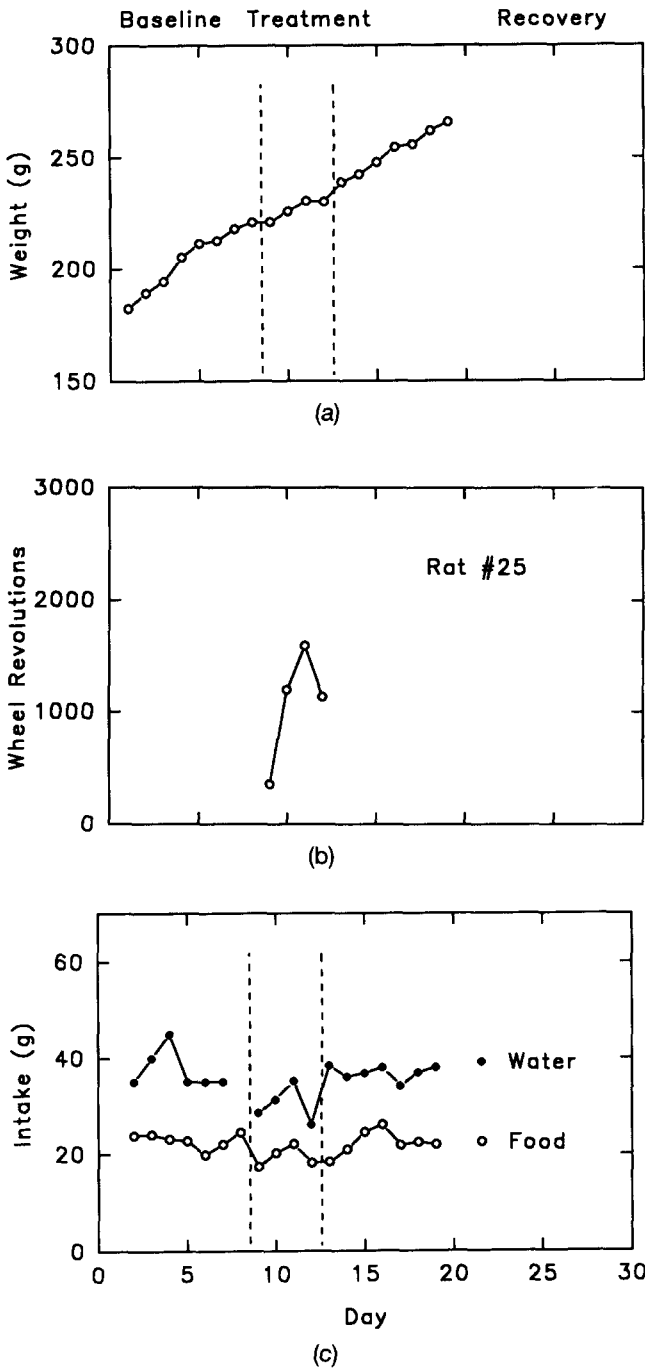 Baseline Treatment Recovery
300
250
200
150
Weight (g)
(a)
3000
2000
1000
0
Wheel Revolutions
Rat #25
(b)
60
40
20
0
Intake (g)
Water
Food
0 5 10 15 20 25 30
Day
(c)